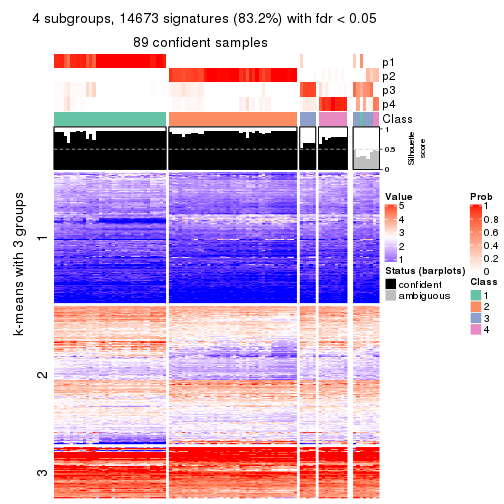 4 subgroups, 14673 signatures (83.2%) with fdr < 0.05
89 confident samples
p1
p2
p3
p4
Class
1
0.5
0
Silhouette
score
k-means with 3 groups
1
2
3
Value
5
4
3
2
1
Prob
1
0.8
0.6
0.4
0.2
0
Status (barplots)
confident
ambiguous
Class
1
2
3
4